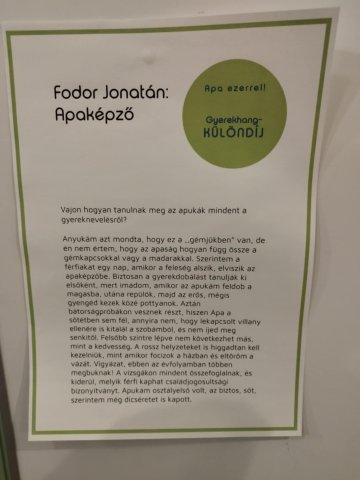 Fodor Jonatán:
Apaképző
Apa ezerrel!
Gyerekhang-
KÜLÖNDÍJ
Vajon hogyan tanulnak meg az apukák mindent a
gyereknevelésről?
Anyukám azt mondta, hogy ez a ,,gémjükben" van, de
én nem értem, hogy az apaság hogyan függ össze a
gémkapcsokkal vagy a madarakkal. Szerintem a
férfiakat egy nap, amikor a feleség alszik, elviszik az
apaképzőbe. Biztosan a gyerekdobálást tanulják ki
elsőként, mert imádom, amikor az apukám feldob a
magasba, utána repülök, majd az erős, mégis
gyengéd kezek közé pottyanok. Aztán
bátorságpróbákon vesznek részt, hiszen Apa a
sötétben sem fél, annyira nem, hogy lekapcsolt villany
ellenére is kitalál a szobámból, és nem ijed meg
senkitől. Felsőbb szintre lépve nem következhet más,
mint a kedvesség. A rossz helyzeteket is higgadtan kell
kezelniük, mint amikor focizok a házban és eltöröm a
vázát. Vigyázat, ebben az évfolyamban többen
megbuknak! A vizsgákon mindent összefoglalnak, és
kiderül, melyik férfi kaphat családjogosultsági
bizonyítványt. Apukám osztályelső volt, az biztos, sőt,
szerintem még dicséretet is kapott.